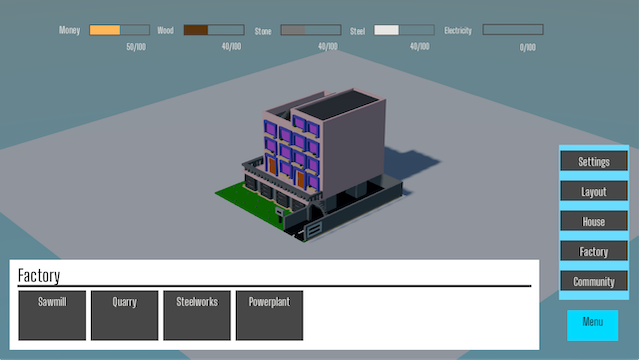 Money Wood Stone Steel Electricity
50/100 40/100 40/100 40/100 0/100
Settings
Layout
House
Factory
Community
Menu
Factory
Sawmill Quarry Steelworks Powerplant